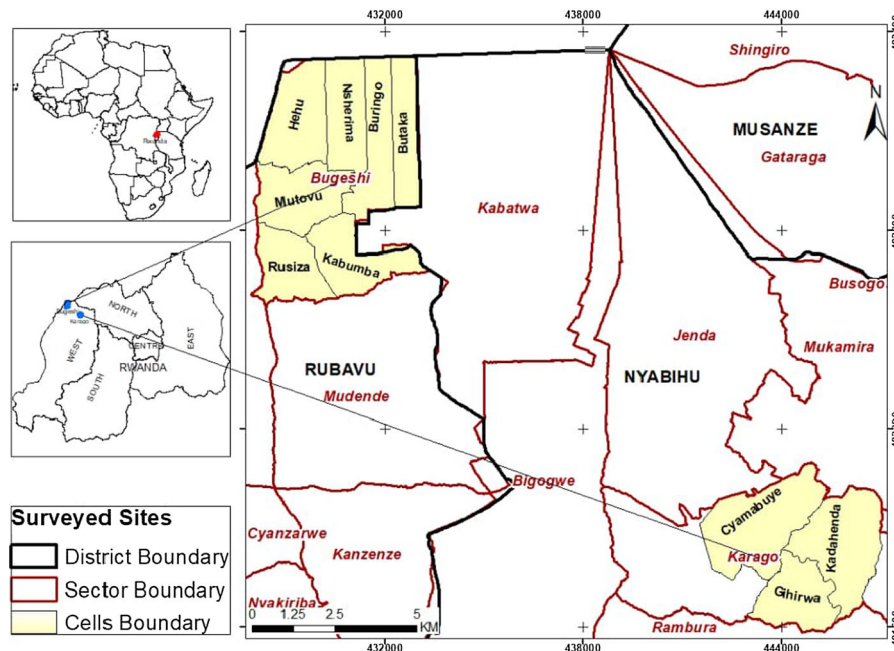 432000 438000 444000
Shingiro
N
Rwanda
MUSANZE
Gataraga
Hehu
Nsherima
Buringo
Butaka
Bugeshi
Mutovu
Kabatwa
Rusiza
Kabumba
Busogo
NORTH
EAST
CENTRE
WEST
RWANDA
SOUTH
Jenda
Mukamira
RUBAVU
Mudende
NYABIHU
Bigogwe
Cyamabuye
Kadahenda
Karago
Gihirwa
Cyanzarwe
Kanzenze
Rambura
Surveyed Sites
District Boundary
Sector Boundary
Cells Boundary
0 1.25 2.5 5
KM
432000 438000 444000